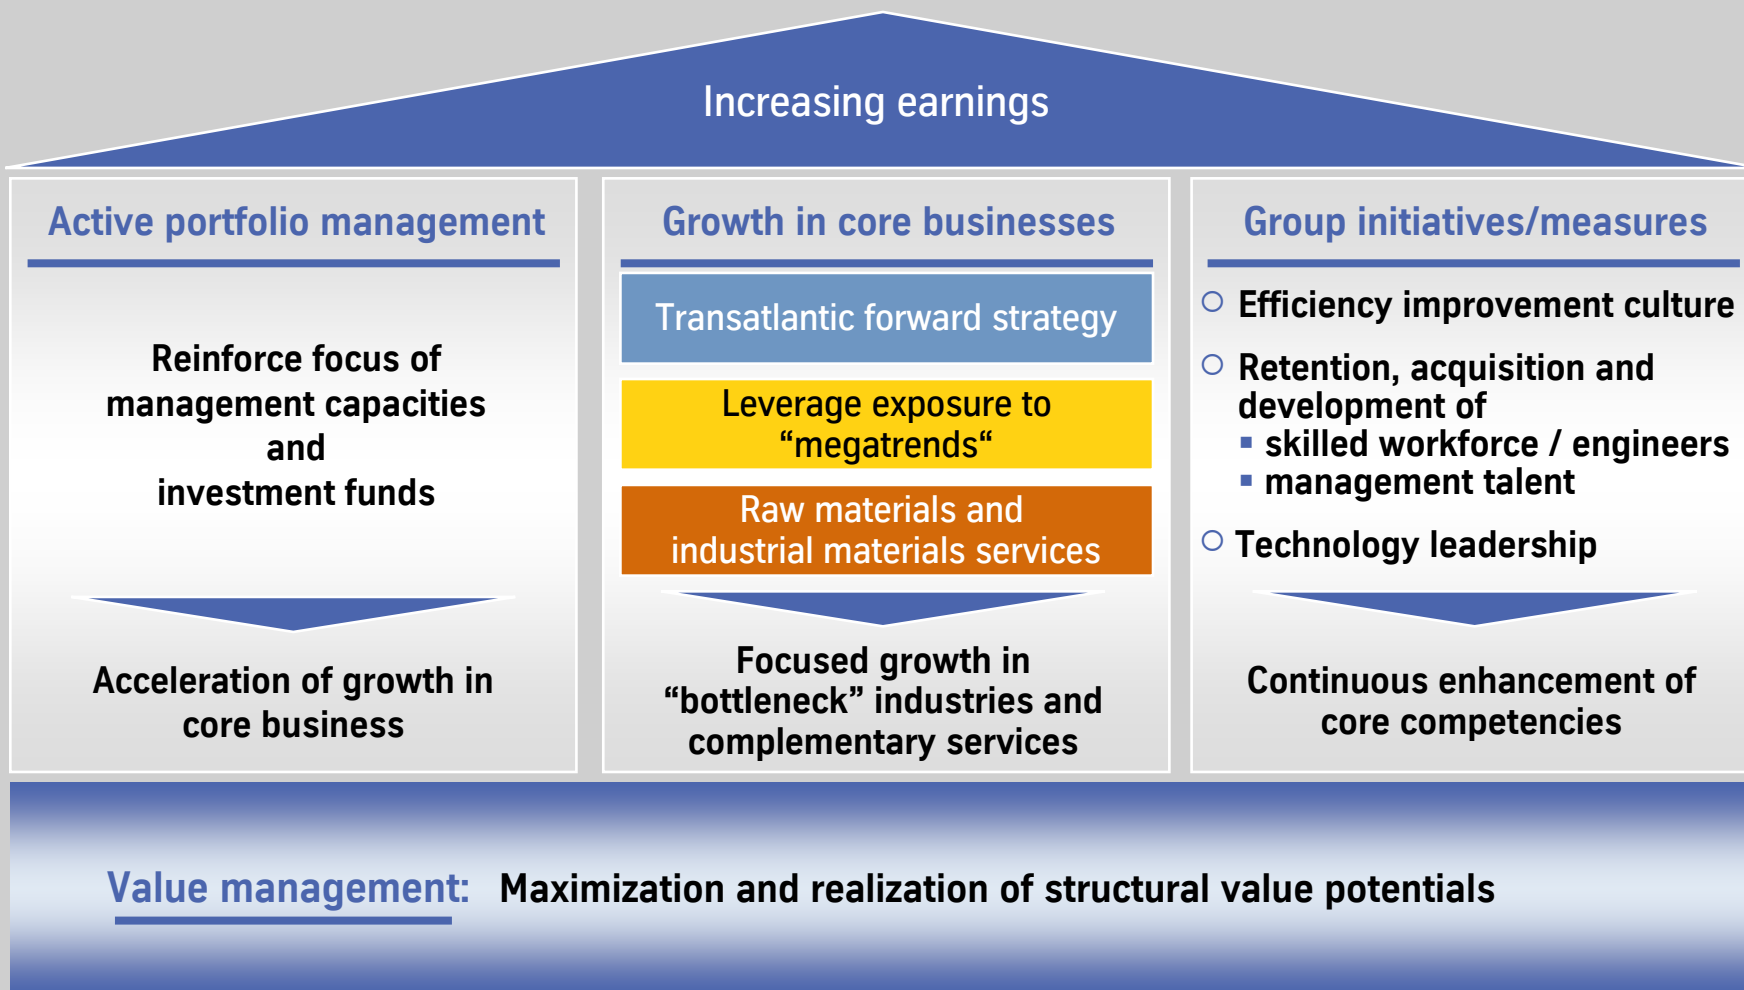 Increasing earnings
Active portfolio management
Reinforce focus of
management capacities
and
investment funds
Acceleration of growth in
core business
Growth in core businesses
Transatlantic forward strategy
Leverage exposure to
“megatrends“
Raw materials and
industrial materials services
Focused growth in
“bottleneck” industries and
complementary services
Group initiatives/measures
Efficiency improvement culture
Retention, acquisition and
development of
skilled workforce / engineers
management talent
Technology leadership
Continuous enhancement of
core competencies
Value management: Maximization and realization of structural value potentials